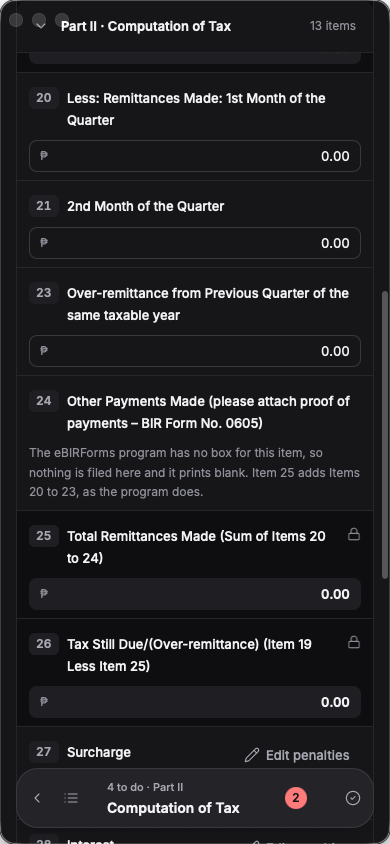 Part II · Computation of Tax
13 items
20
Less: Remittances Made: 1st Month of the
Quarter
₱
0.00
21
2nd Month of the Quarter
₱
0.00
23
Over-remittance from Previous Quarter of the
same taxable year
₱
0.00
24
Other Payments Made (please attach proof of
payments – BIR Form No. 0605)
The eBIRForms program has no box for this item, so
nothing is filed here and it prints blank. Item 25 adds Items
20 to 23, as the program does.
25
Total Remittances Made (Sum of Items 20
to 24)
₱
0.00
26
Tax Still Due/(Over-remittance) (Item 19
Less Item 25)
₱
0.00
27
Surcharge
Edit penalties
4 to do · Part II
Computation of Tax
2
28
Interest